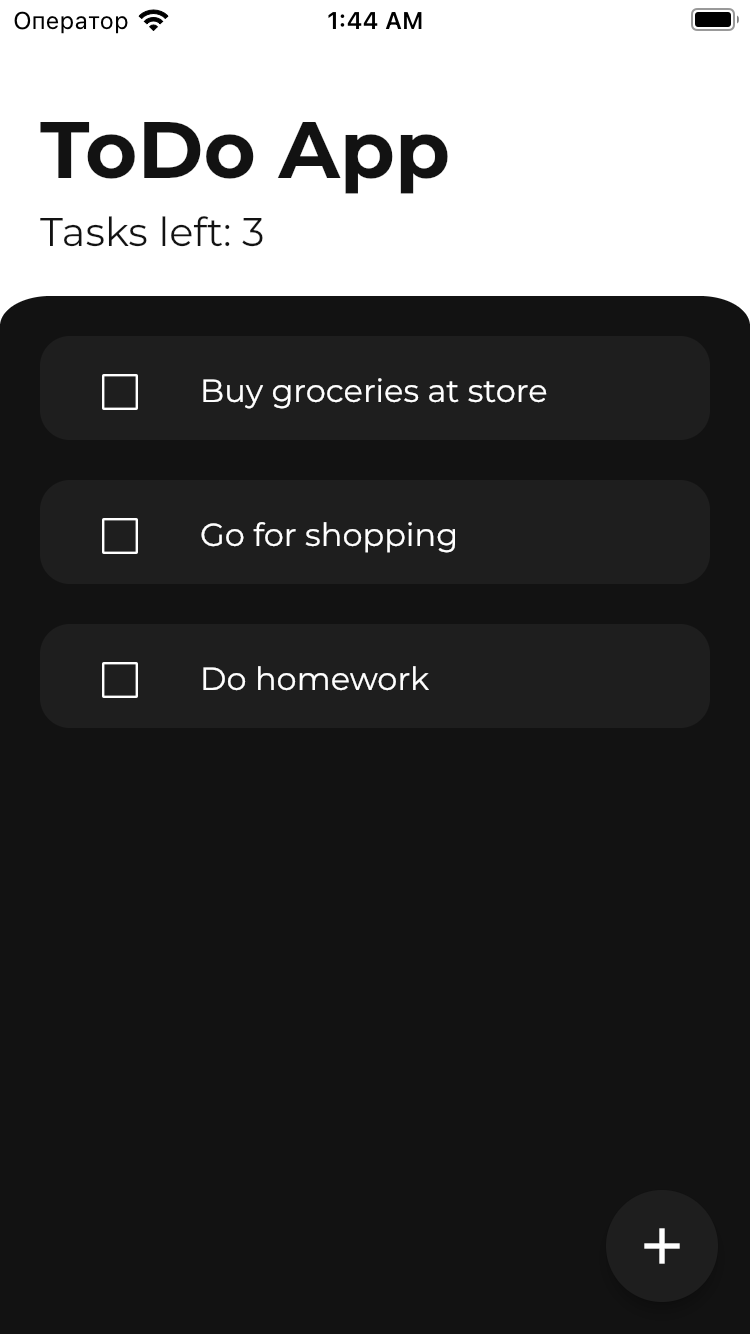 Оператор 1:44 AM
ToDo App
Tasks left: 3
Buy groceries at store
Go for shopping
Do homework
+